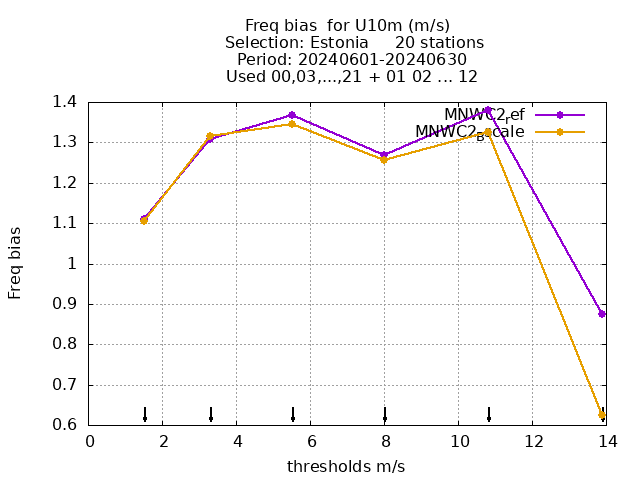 Freq bias  for U10m (m/s)
Selection: Estonia     20 stations
Period: 20240601-20240630
Used 00,03,...,21 + 01 02 ... 12
MNWC2ref
MNWC2Bscale
1.4
1.3
1.2
1.1
1
0.9
0.8
0.7
0.6
Freq bias
0 2 4 6 8 10 12 14
thresholds m/s